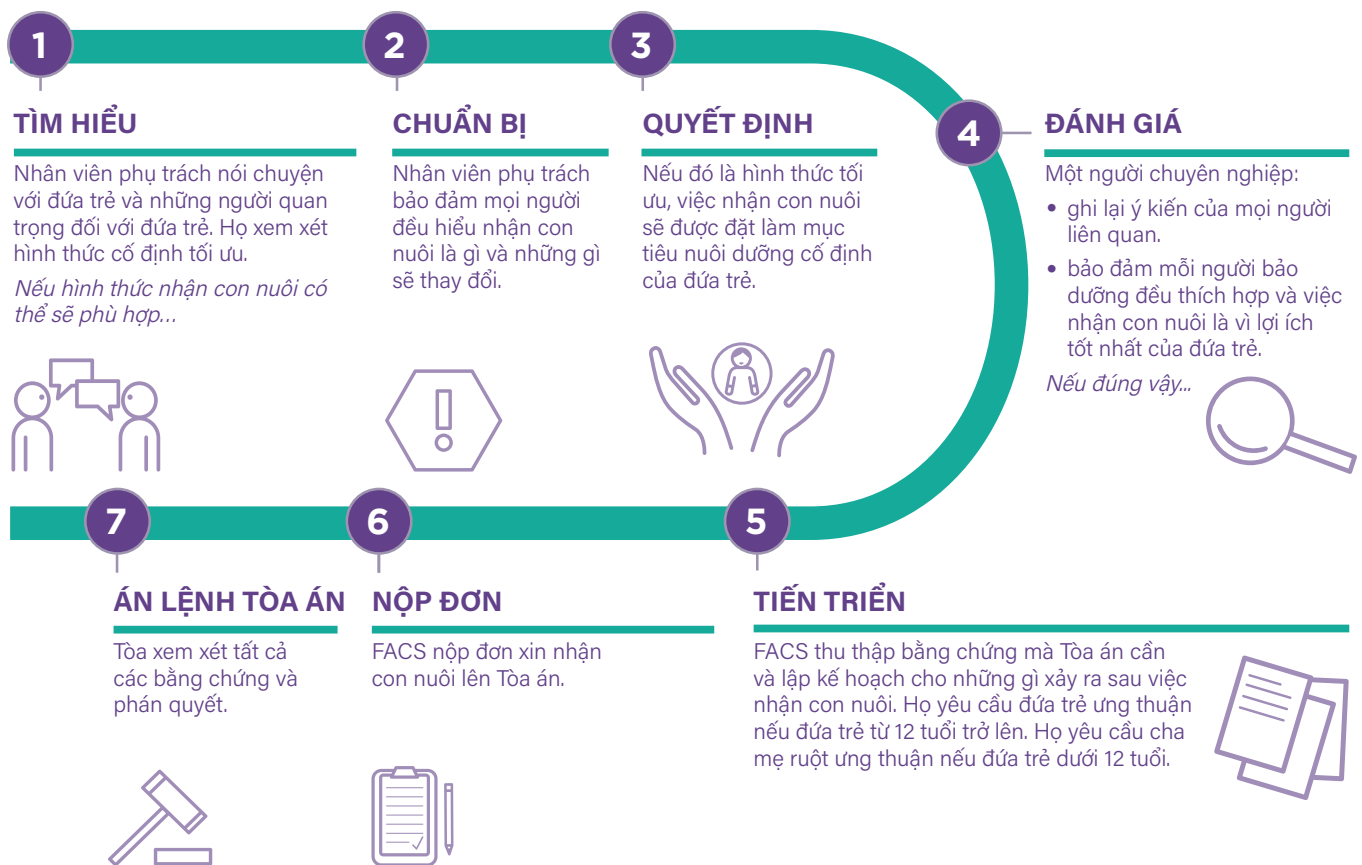 1
TÌM HIỂU
Nhân viên phụ trách nói chuyện
với đứa trẻ và những người quan
trọng đối với đứa trẻ. Họ xem xét
hình thức cố định tối ưu.
Nếu hình thức nhận con nuôi có
thể sẽ phù hợp...
2
CHUẨN BỊ
Nhân viên phụ trách
bảo đảm mọi người
đều hiểu nhận con
nuôi là gì và những gì
sẽ thay đổi.
3
QUYẾT ĐỊNH
Nếu đó là hình thức tối
ưu, việc nhận con nuôi
sẽ được đặt làm mục
tiêu nuôi dưỡng cố định
của đứa trẻ.
4
ĐÁNH GIÁ
Một người chuyên nghiệp:
• ghi lại ý kiến của mọi người
liên quan.
• bảo đảm mỗi người bảo
dưỡng đều thích hợp và việc
nhận con nuôi là vì lợi ích
tốt nhất của đứa trẻ.
Nếu đúng vậy...
5
TIẾN TRIỂN
FACS thu thập bằng chứng mà Tòa án cần
và lập kế hoạch cho những gì xảy ra sau việc
nhận con nuôi. Họ yêu cầu đứa trẻ ưng thuận
nếu đứa trẻ từ 12 tuổi trở lên. Họ yêu cầu cha
mẹ ruột ưng thuận nếu đứa trẻ dưới 12 tuổi.
6
NỘP ĐƠN
FACS nộp đơn xin nhận
con nuôi lên Tòa án.
7
ÁN LỆNH TÒA ÁN
Tòa xem xét tất cả
các bằng chứng và
phán quyết.